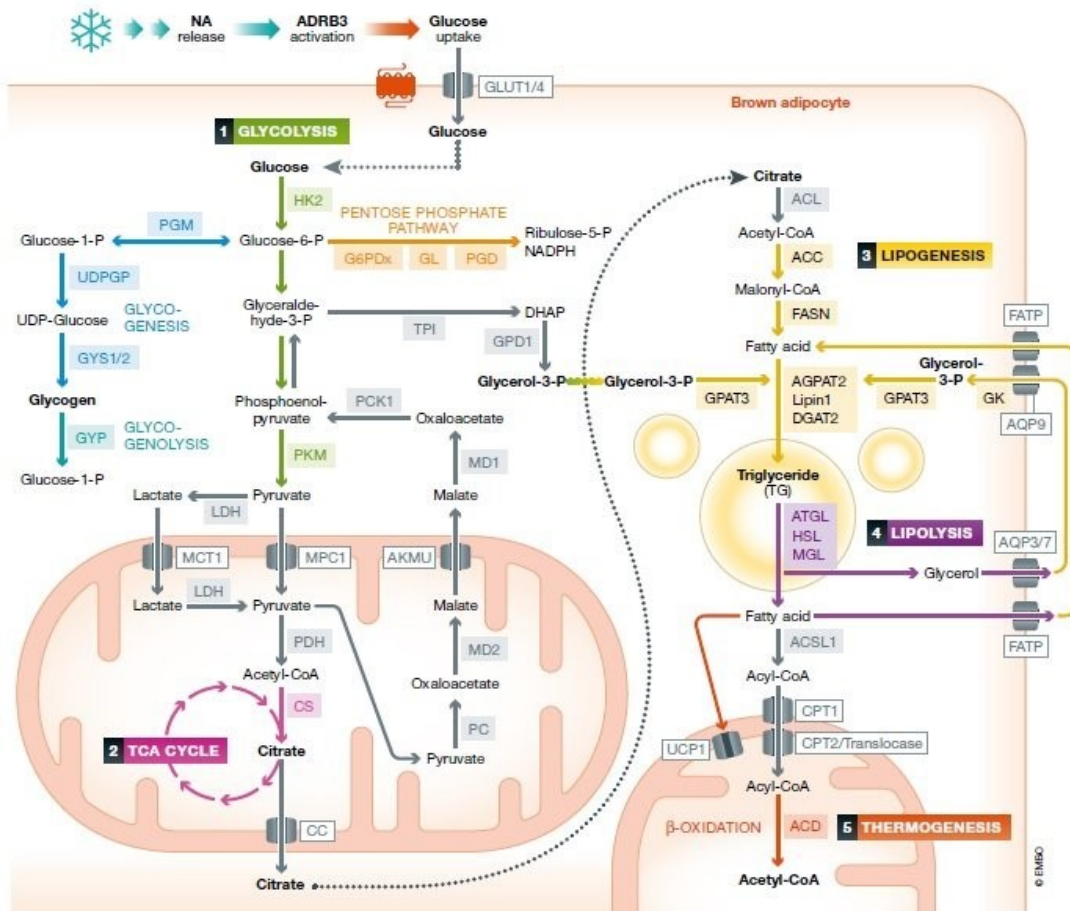 NA
release
ADRB3
activation
Glucose
uptake
GLUT1/4
Brown adipocyte
1 GLYCOLYSIS
Glucose
Glucose
HK2
PGM
Glucose-1-P
Glucose-6-P
PENTOSE PHOSPHATE
PATHWAY
G6PDx
GL
PGD
Ribulose-5-P
NADPH
UDPGP
UDP-Glucose
GLYCO-
GENESIS
GYS1/2
Glycogen
GYP
GLYCO-
GENOLYSIS
Glucose-1-P
Glyceralde-
hyde-3-P
TPI
DHAP
GPD1
Glycerol-3-P
Glycerol-3-P
Phosphoenol-
pyruvate
PCK1
Oxaloacetate
PKM
MD1
Lactate
LDH
Pyruvate
Malate
MCT1
MPC1
AKMU
Lactate
LDH
Pyruvate
Malate
PDH
MD2
Acetyl-CoA
Oxaloacetate
CS
PC
2 TCA CYCLE
Citrate
Pyruvate
CC
Citrate
Citrate
ACL
Acetyl-CoA
ACC
3 LIPOGENESIS
Malonyl-CoA
FASN
FATP
Fatty acid
GPAT3
AGPAT2
Lipin1
DGAT2
GPAT3
Glycerol-
3-P
GK
AQP9
Triglyceride
(TG)
ATGL
HSL
MGL
4 LIPOLYSIS
AQP3/7
Glycerol
Fatty acid
FATP
ACSL1
Acyl-CoA
CPT1
UCP1
CPT2/Translocase
Acyl-CoA
β-OXIDATION
ACD
5 THERMOGENESIS
Acetyl-CoA
© EMBO